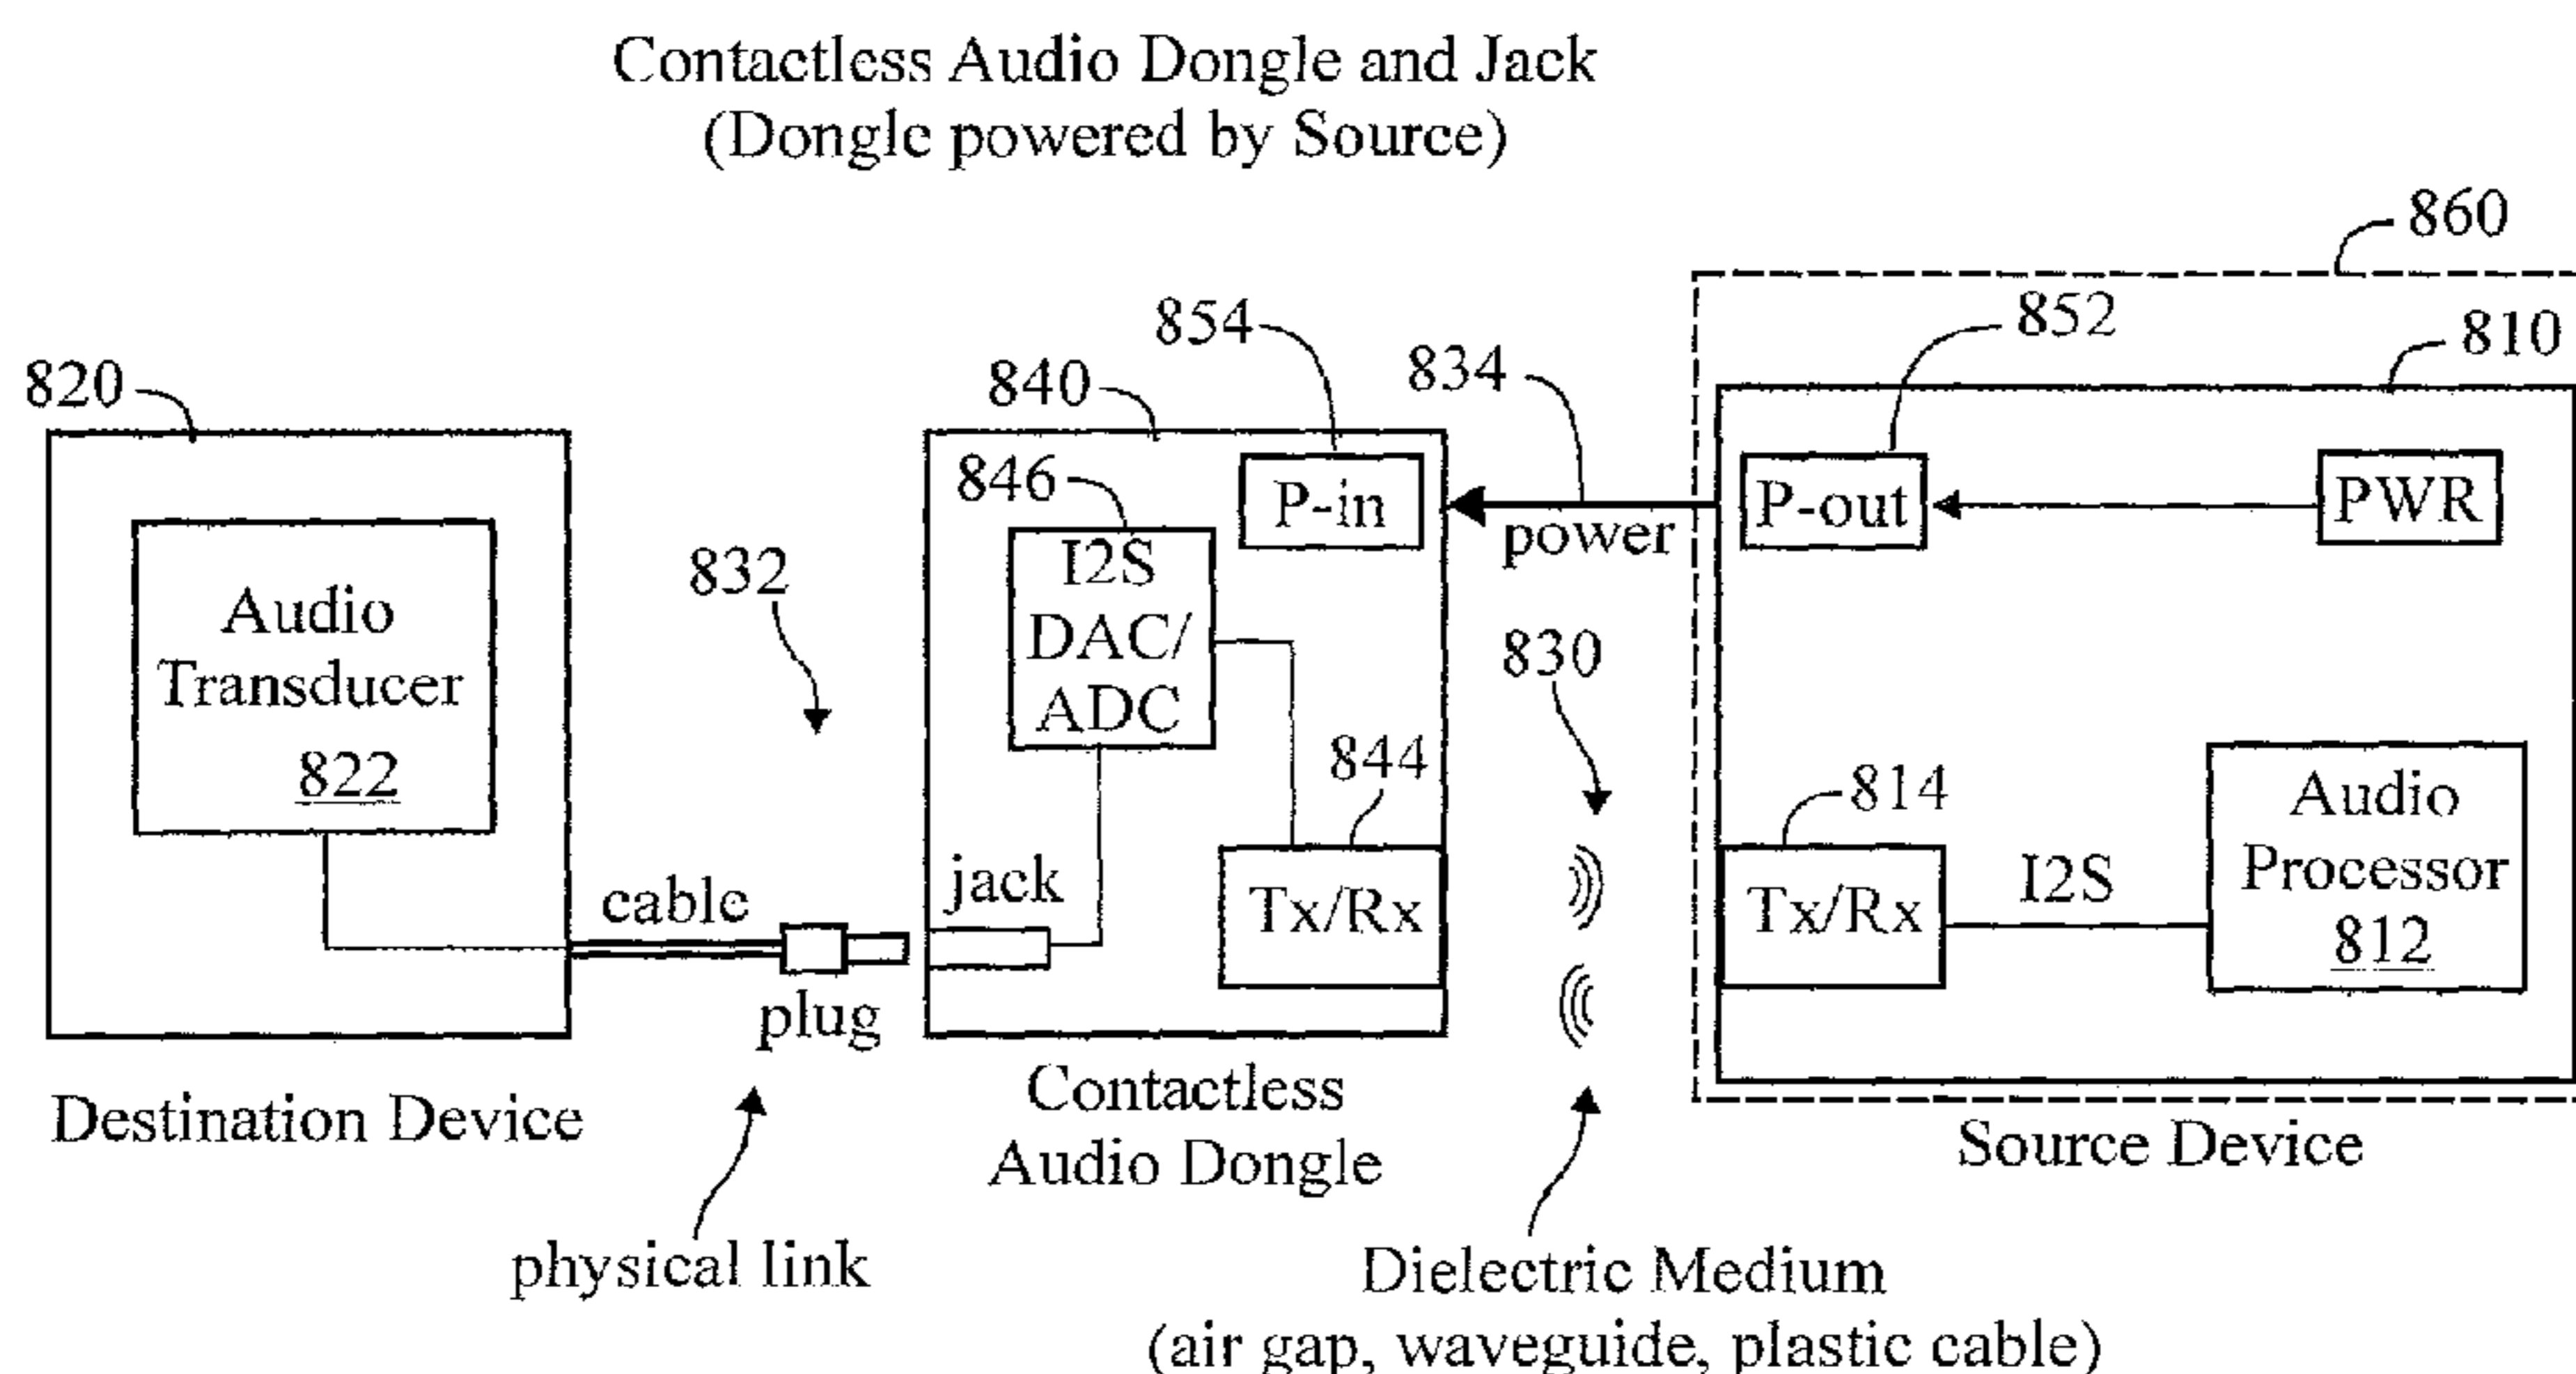 Contactless Audio Dongle and Jack
(Dongle powered by Source)
860
854
852
834
810
820
840
846
P-in
P-out
PWR
power
I2S
DAC/
ADC
832
830
Audio
Transducer
822
844
814
Audio
Processor
812
jack
cable
Tx/Rx
Tx/Rx
I2S
plug
Destination Device
Contactless
Audio Dongle
Source Device
physical link
Dielectric Medium
(air gap, waveguide, plastic cable)